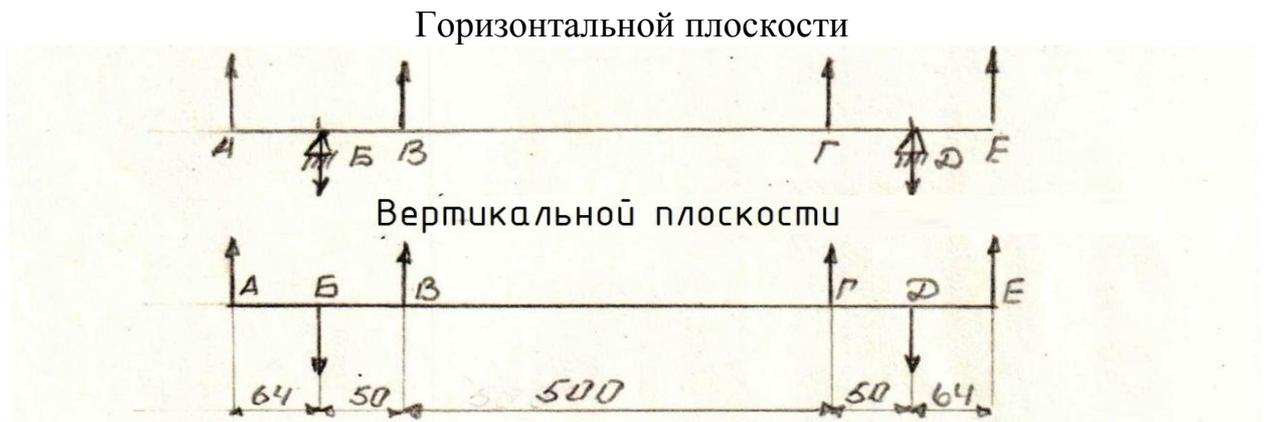 Горизонтальной плоскости
А Б В Г Д Е
Вертикальной плоскости
А Б В Г Д Е
64 50 500 50 64